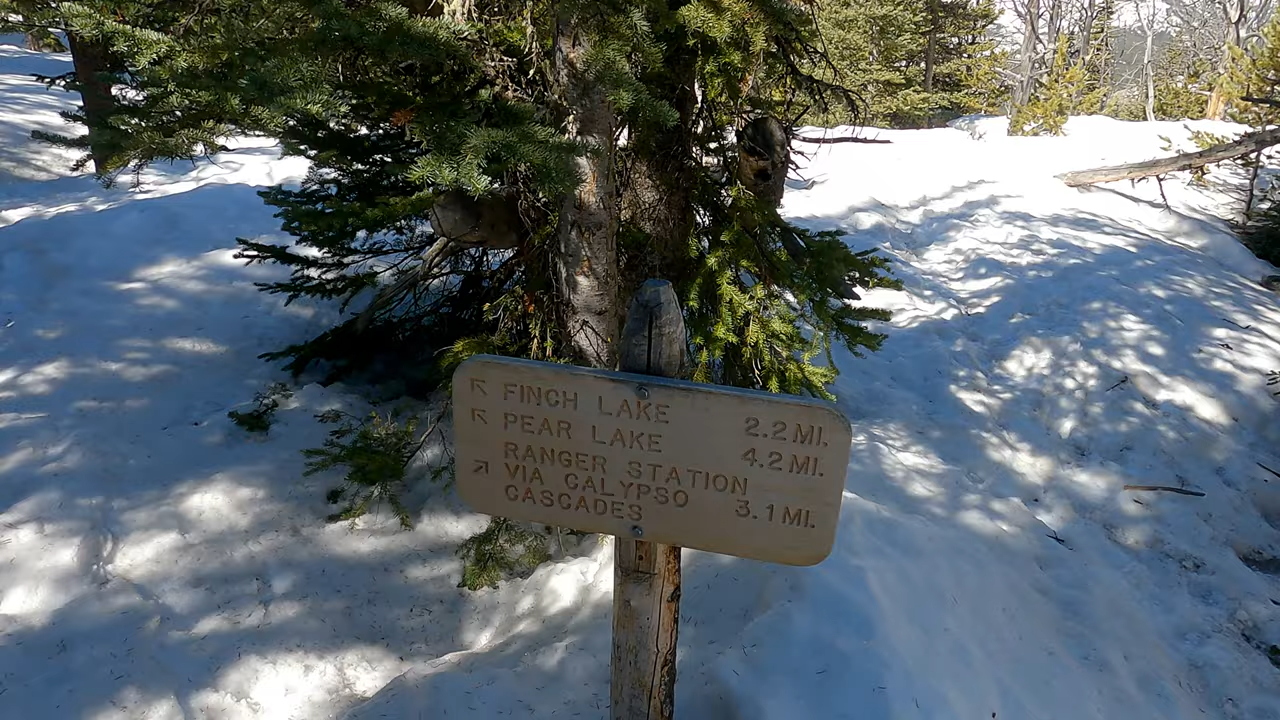 ↖ FINCH LAKE 2.2 MI.
↖ PEAR LAKE 4.2 MI.
RANGER STATION
↗ VIA CALYPSO
CASCADES 3.1 MI.